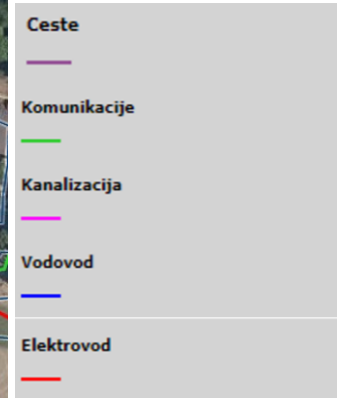 Ceste
Komunikacije
Kanalizacija
Vodovod
Elektrovod